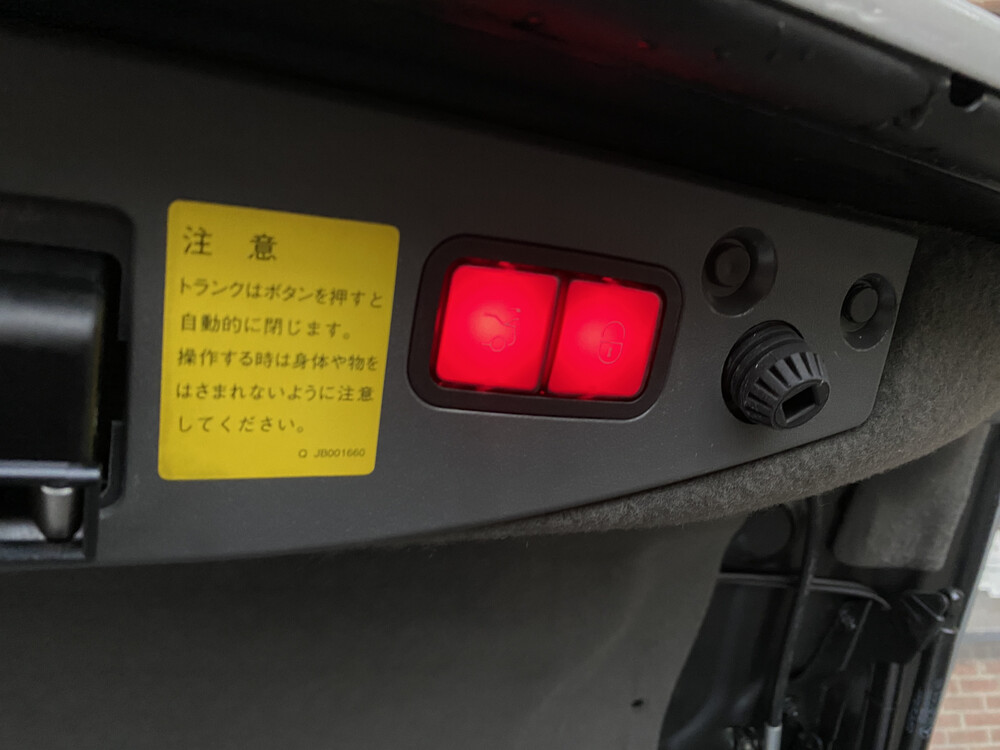 注 意
トランクはボタンを押すと
自動的に閉じます。
操作する時は身体や物を
はさまれないように注意
してください。
Q JB001660